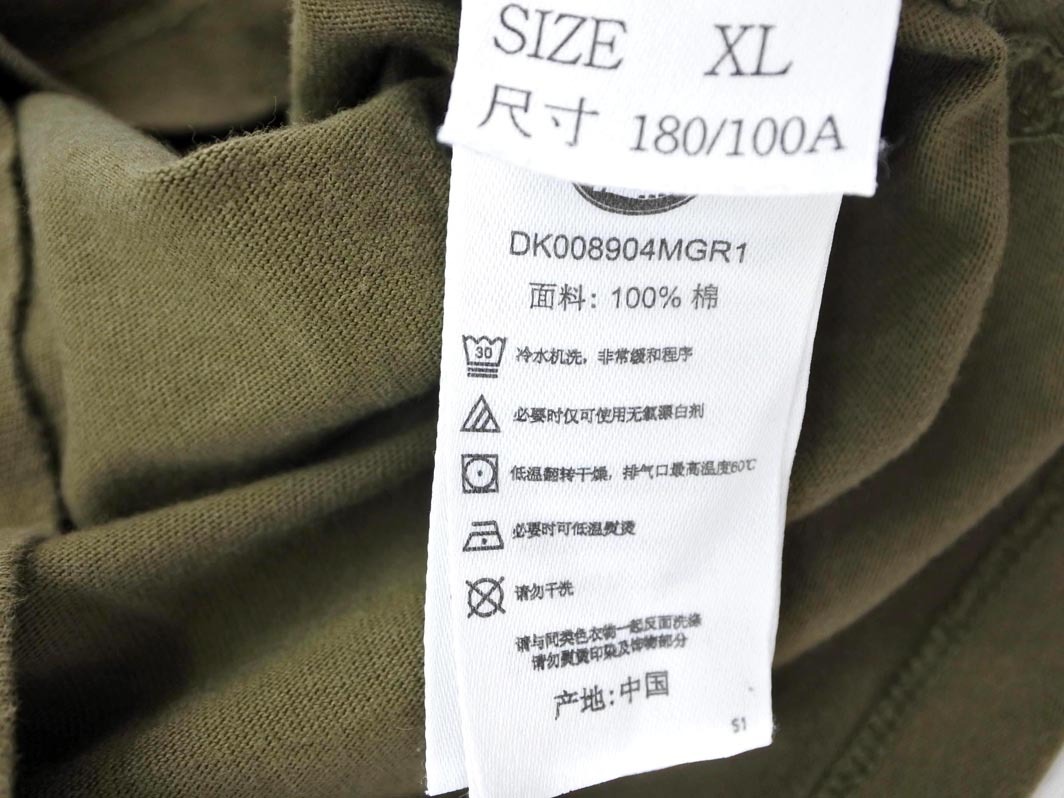 SIZE XL
尺寸 180/100A
DK008904MGR1
面料: 100% 棉
30 冷水机洗，非常缓和程序
必要时仅可使用无氯漂白剂
低温翻转干燥，排气口最高温度60℃
必要时可低温熨烫
请勿干洗
请与同类色衣物一起反面洗涤
请勿熨烫印染及饰物部分
产地:中国
S1